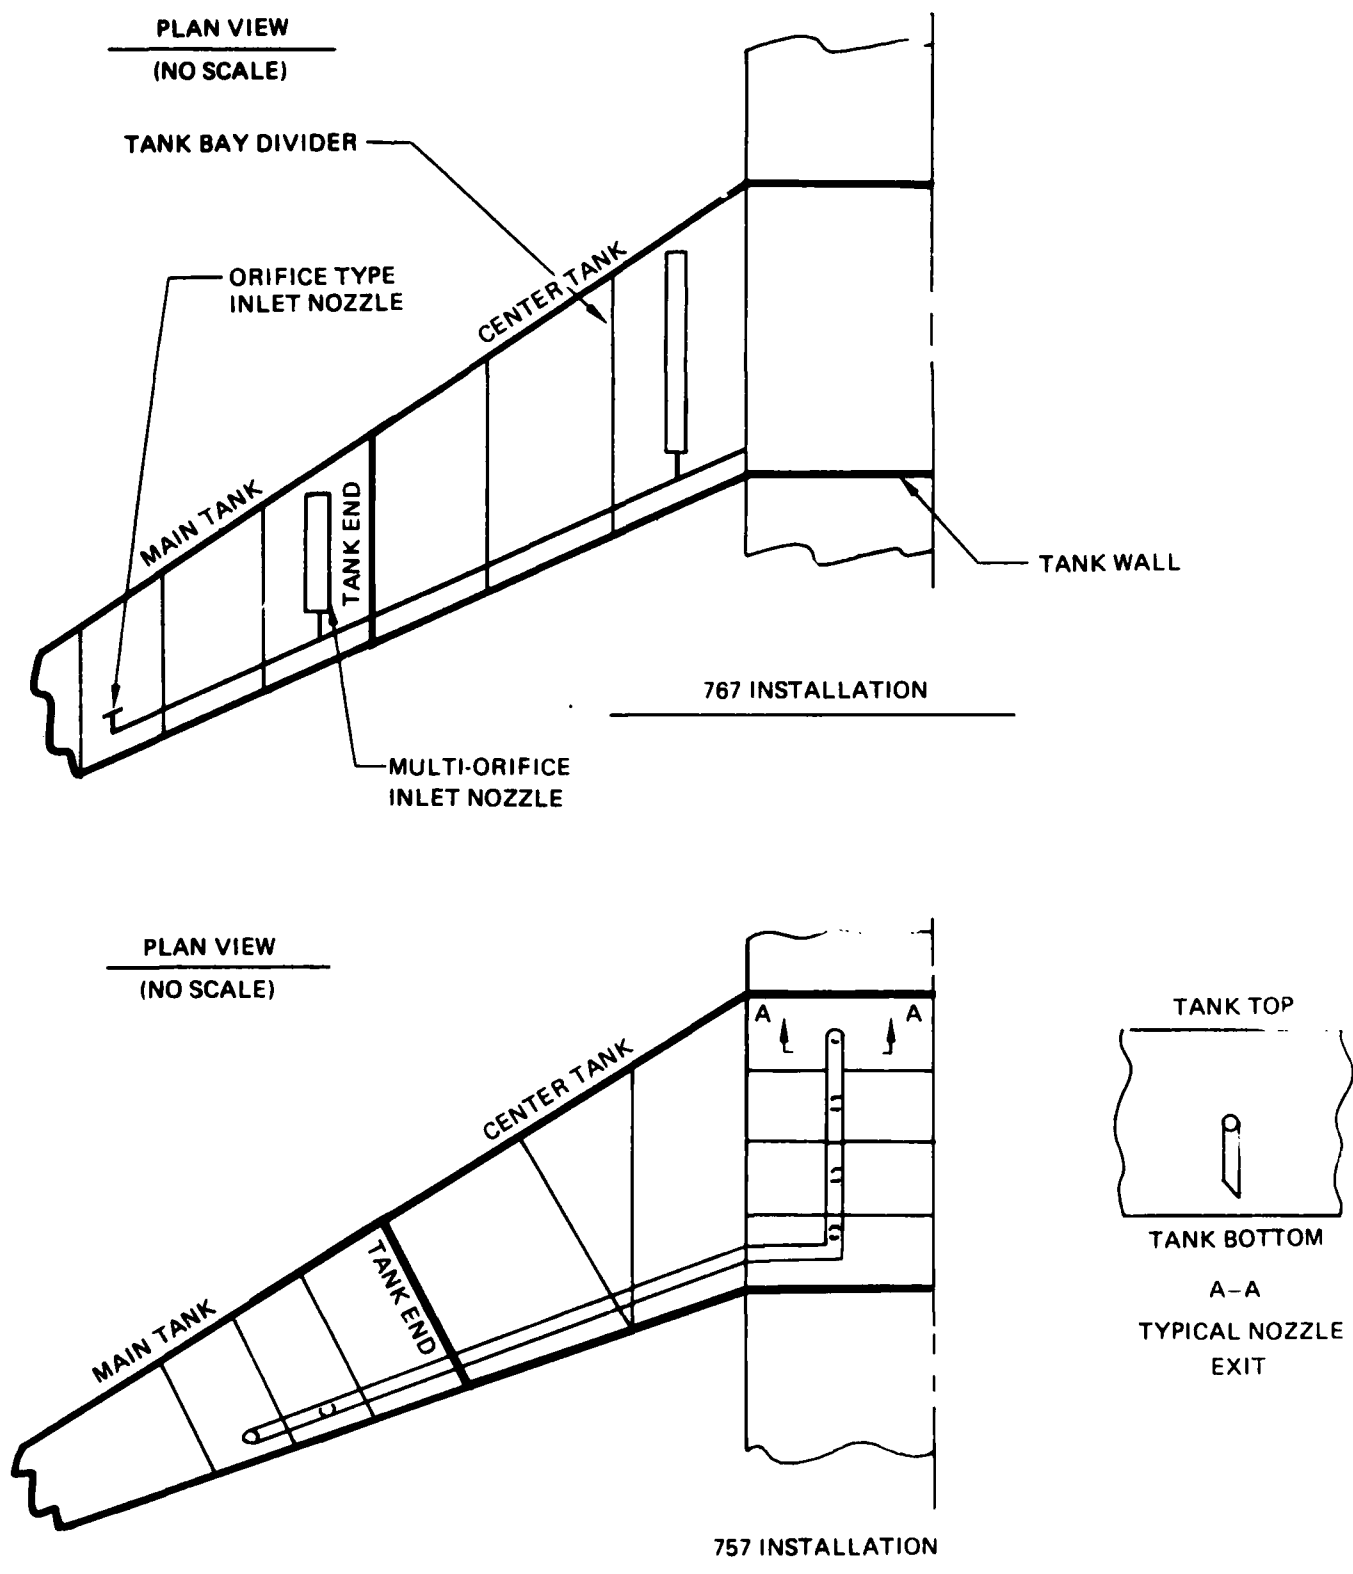 PLAN VIEW
(NO SCALE)
TANK BAY DIVIDER
ORIFICE TYPE
INLET NOZZLE
CENTER TANK
MAIN TANK
TANK END
TANK WALL
767 INSTALLATION
MULTI-ORIFICE
INLET NOZZLE
PLAN VIEW
(NO SCALE)
A A
TANK TOP
CENTER TANK
TANK BOTTOM
TANK END
MAIN TANK
A-A
TYPICAL NOZZLE
EXIT
757 INSTALLATION